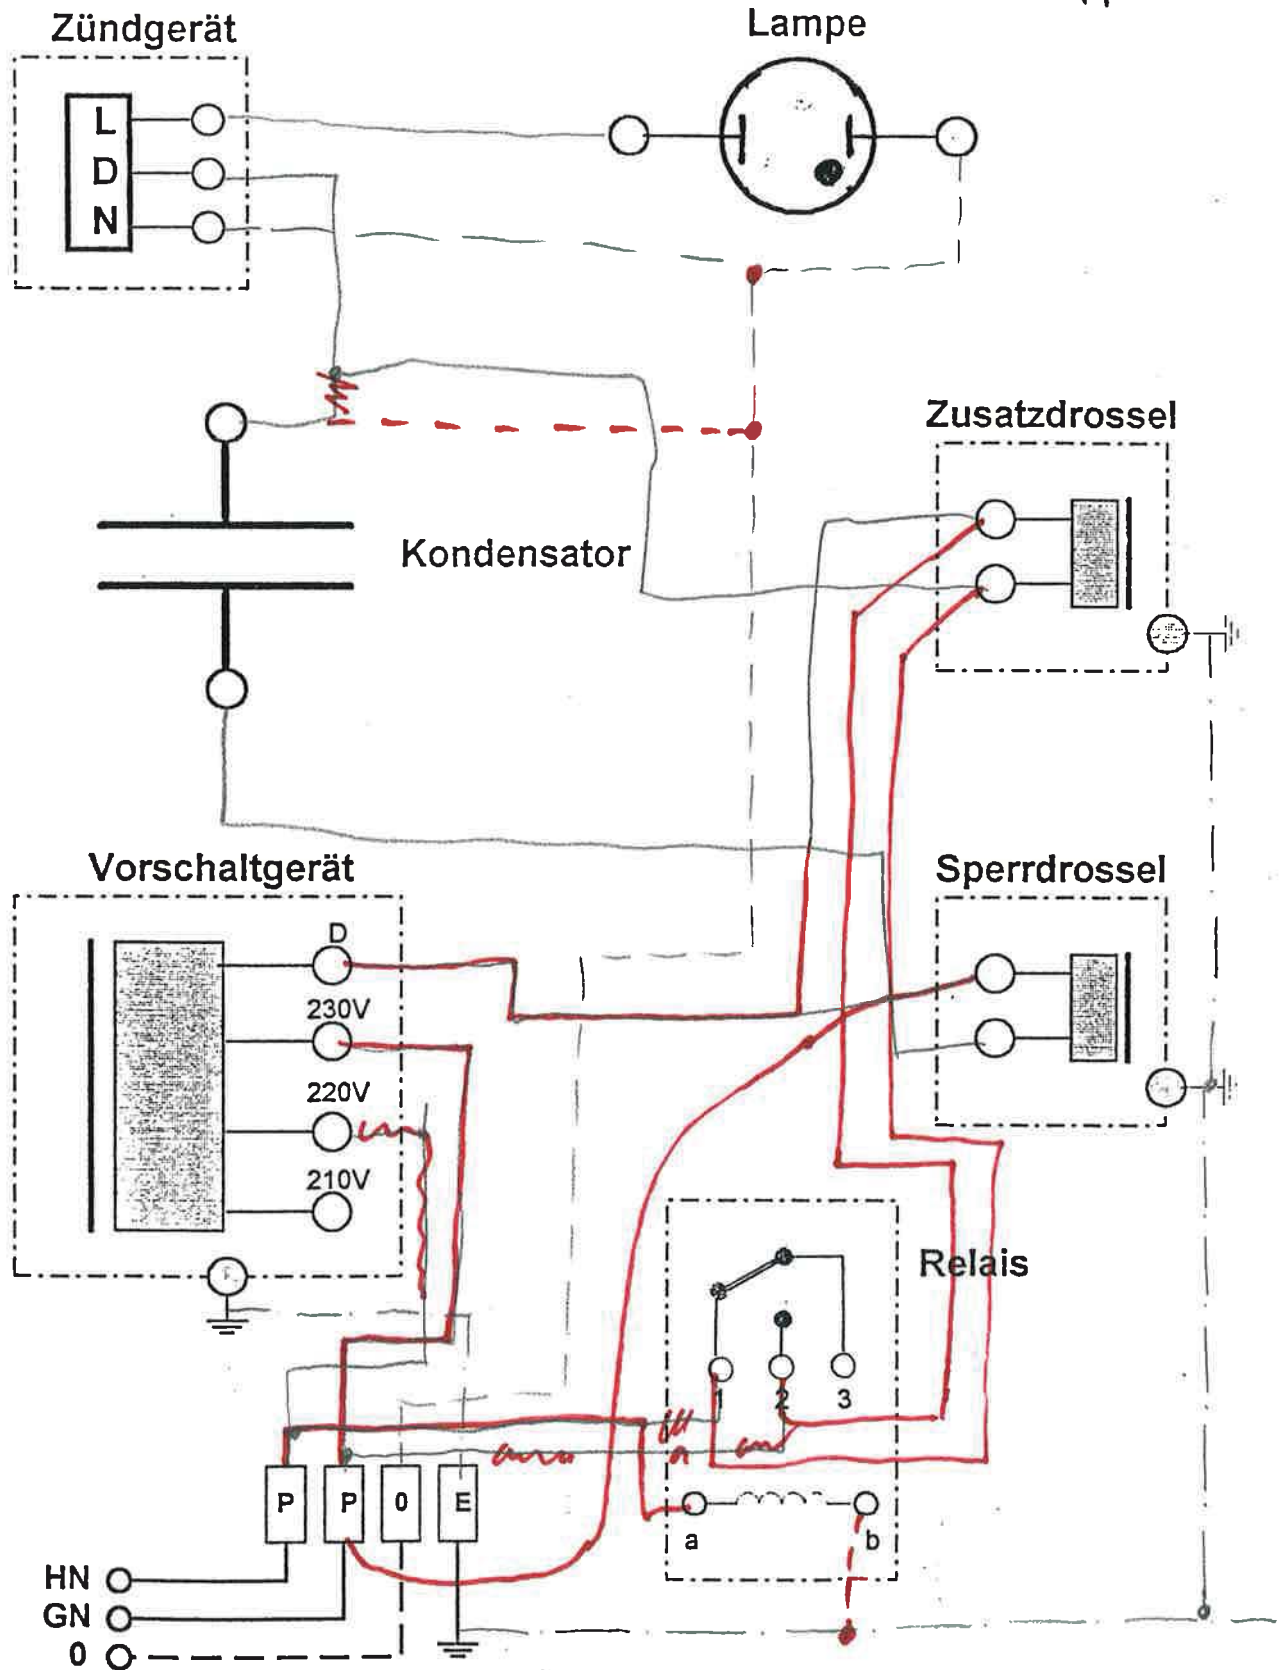 Zündgerät
Lampe
L
D
N
Zusatzdrossel
Kondensator
Vorschaltgerät
Sperrdrossel
D
230V
220V
210V
Relais
1 2 3
P P 0 E
a b
HN
GN
0